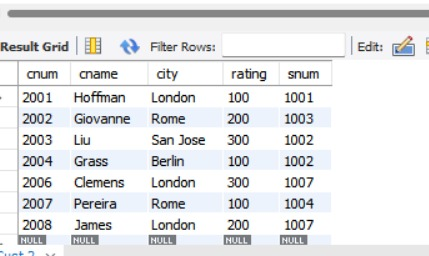 Result Grid Filter Rows: Edit:
cnum cname city rating snum
2001 Hoffman London 100 1001
2002 Giovanne Rome 200 1003
2003 Liu San Jose 300 1002
2004 Grass Berlin 100 1002
2006 Clemens London 300 1007
2007 Pereira Rome 100 1004
2008 James London 200 1007
NULL NULL NULL NULL NULL